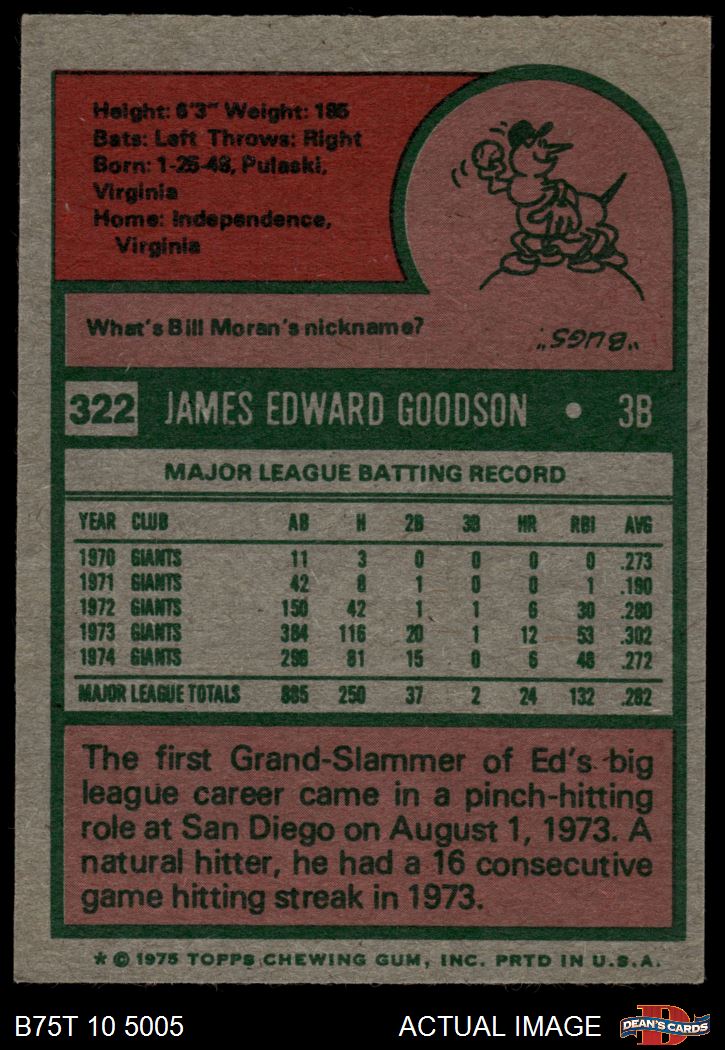 Height: 6'3" Weight: 185
Bats: Left Throws: Right
Born: 1-25-48, Pulaski,
Virginia
Home: Independence,
Virginia
What's Bill Moran's nickname?
"BUGS"
322 JAMES EDWARD GOODSON • 3B
MAJOR LEAGUE BATTING RECORD
YEAR CLUB AB H 2B 3B HR RBI AVG
1970 GIANTS 11 3 0 0 0 0 .273
1971 GIANTS 42 8 1 0 0 1 .190
1972 GIANTS 150 42 1 1 6 30 .280
1973 GIANTS 384 116 20 1 12 53 .302
1974 GIANTS 298 81 15 0 6 48 .272
MAJOR LEAGUE TOTALS 885 250 37 2 24 132 .282
The first Grand-Slammer of Ed's big
league career came in a pinch-hitting
role at San Diego on August 1, 1973. A
natural hitter, he had a 16 consecutive
game hitting streak in 1973.
* © 1975 TOPPS CHEWING GUM, INC. PRTD IN U.S.A.
B75T 10 5005 ACTUAL IMAGE DEAN'S CARDS